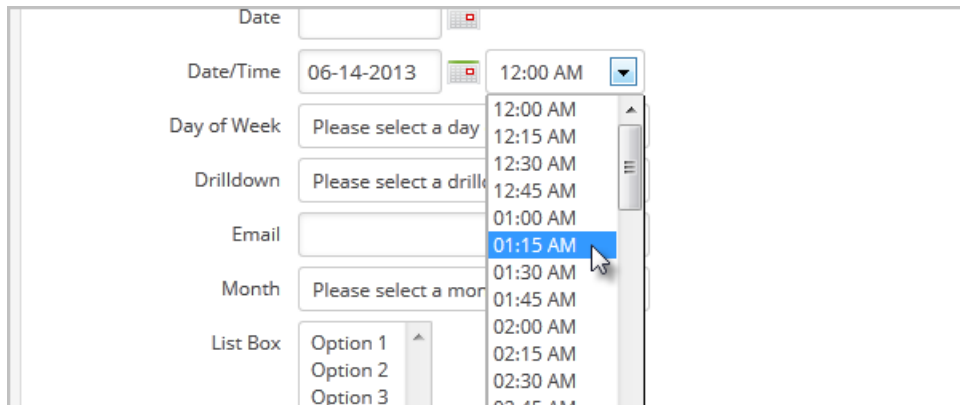 Date
Date/Time 06-14-2013 12:00 AM
12:00 AM
Day of Week Please select a day
12:15 AM
12:30 AM
Drilldown Please select a drill
12:45 AM
01:00 AM
Email
01:15 AM
01:30 AM
Month Please select a mon
01:45 AM
02:00 AM
List Box Option 1
02:15 AM
Option 2
02:30 AM
Option 3
02:45 AM